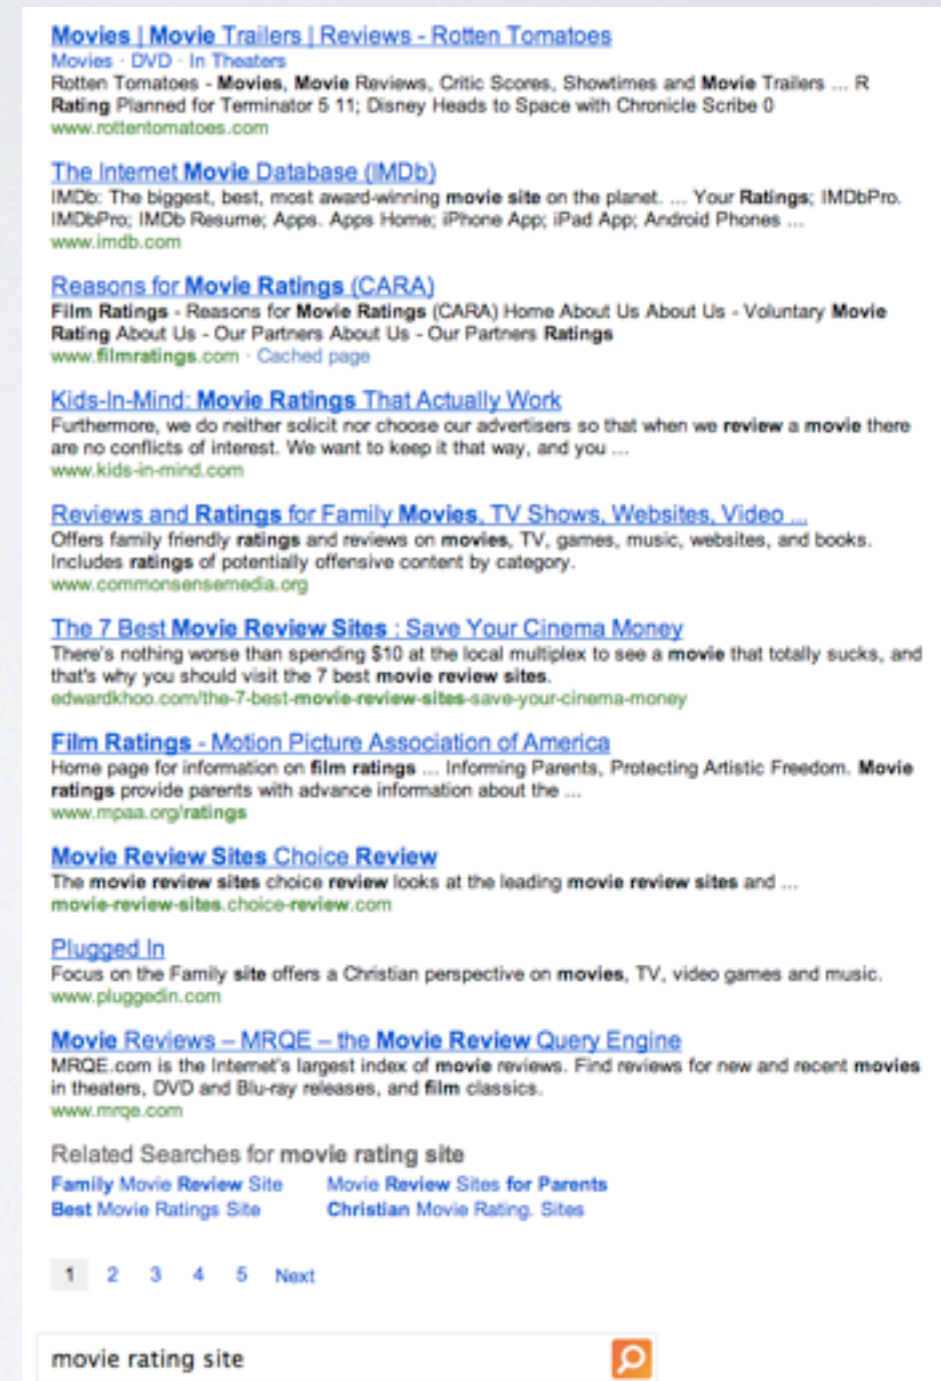 Movies | Movie Trailers | Reviews - Rotten Tomatoes
Movies · DVD · In Theaters
Rotten Tomatoes - Movies, Movie Reviews, Critic Scores, Showtimes and Movie Trailers ... R
Rating Planned for Terminator 5 11; Disney Heads to Space with Chronicle Scribe 0
www.rottentomatoes.com
The Internet Movie Database (IMDb)
IMDb: The biggest, best, most award-winning movie site on the planet. ... Your Ratings; IMDbPro.
IMDbPro; IMDb Resume; Apps. Apps Home; iPhone App; iPad App; Android Phones ...
www.imdb.com
Reasons for Movie Ratings (CARA)
Film Ratings - Reasons for Movie Ratings (CARA) Home About Us About Us - Voluntary Movie
Rating About Us - Our Partners About Us - Our Partners Ratings
www.filmratings.com · Cached page
Kids-In-Mind: Movie Ratings That Actually Work
Furthermore, we do neither solicit nor choose our advertisers so that when we review a movie there
are no conflicts of interest. We want to keep it that way, and you ...
www.kids-in-mind.com
Reviews and Ratings for Family Movies, TV Shows, Websites, Video ...
Offers family friendly ratings and reviews on movies, TV, games, music, websites, and books.
Includes ratings of potentially offensive content by category.
www.commonsensemedia.org
The 7 Best Movie Review Sites : Save Your Cinema Money
There's nothing worse than spending $10 at the local multiplex to see a movie that totally sucks, and
that's why you should visit the 7 best movie review sites.
edwardkhoo.com/the-7-best-movie-review-sites-save-your-cinema-money
Film Ratings - Motion Picture Association of America
Home page for information on film ratings ... Informing Parents, Protecting Artistic Freedom. Movie
ratings provide parents with advance information about the ...
www.mpaa.org/ratings
Movie Review Sites Choice Review
The movie review sites choice review looks at the leading movie review sites and ...
movie-review-sites.choice-review.com
Plugged In
Focus on the Family site offers a Christian perspective on movies, TV, video games and music.
www.pluggedin.com
Movie Reviews – MRQE – the Movie Review Query Engine
MRQE.com is the Internet's largest index of movie reviews. Find reviews for new and recent movies
in theaters, DVD and Blu-ray releases, and film classics.
www.mrqe.com
Related Searches for movie rating site
Family Movie Review Site Movie Review Sites for Parents
Best Movie Ratings Site Christian Movie Rating. Sites
1 2 3 4 5 Next
movie rating site